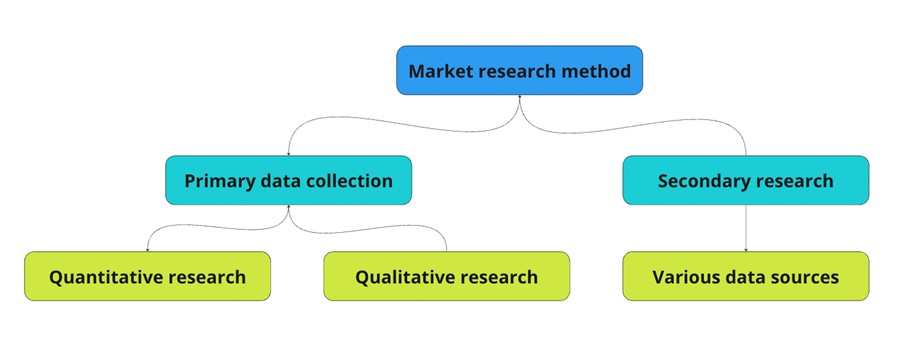 Market research method
Primary data collection
Secondary research
Quantitative research
Qualitative research
Various data sources